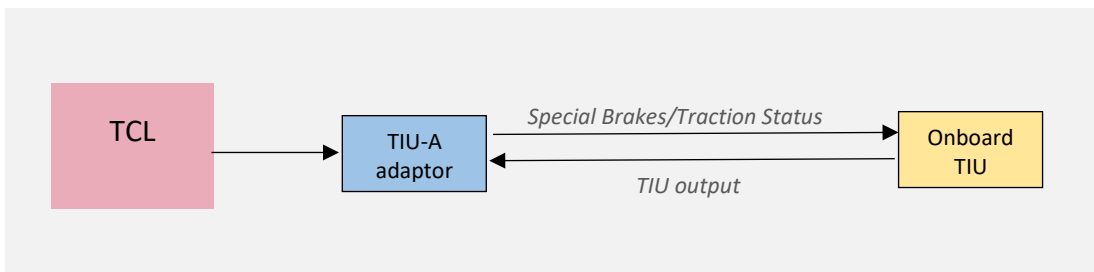 TCL
TIU-A
adaptor
Special Brakes/Traction Status
TIU output
Onboard
TIU